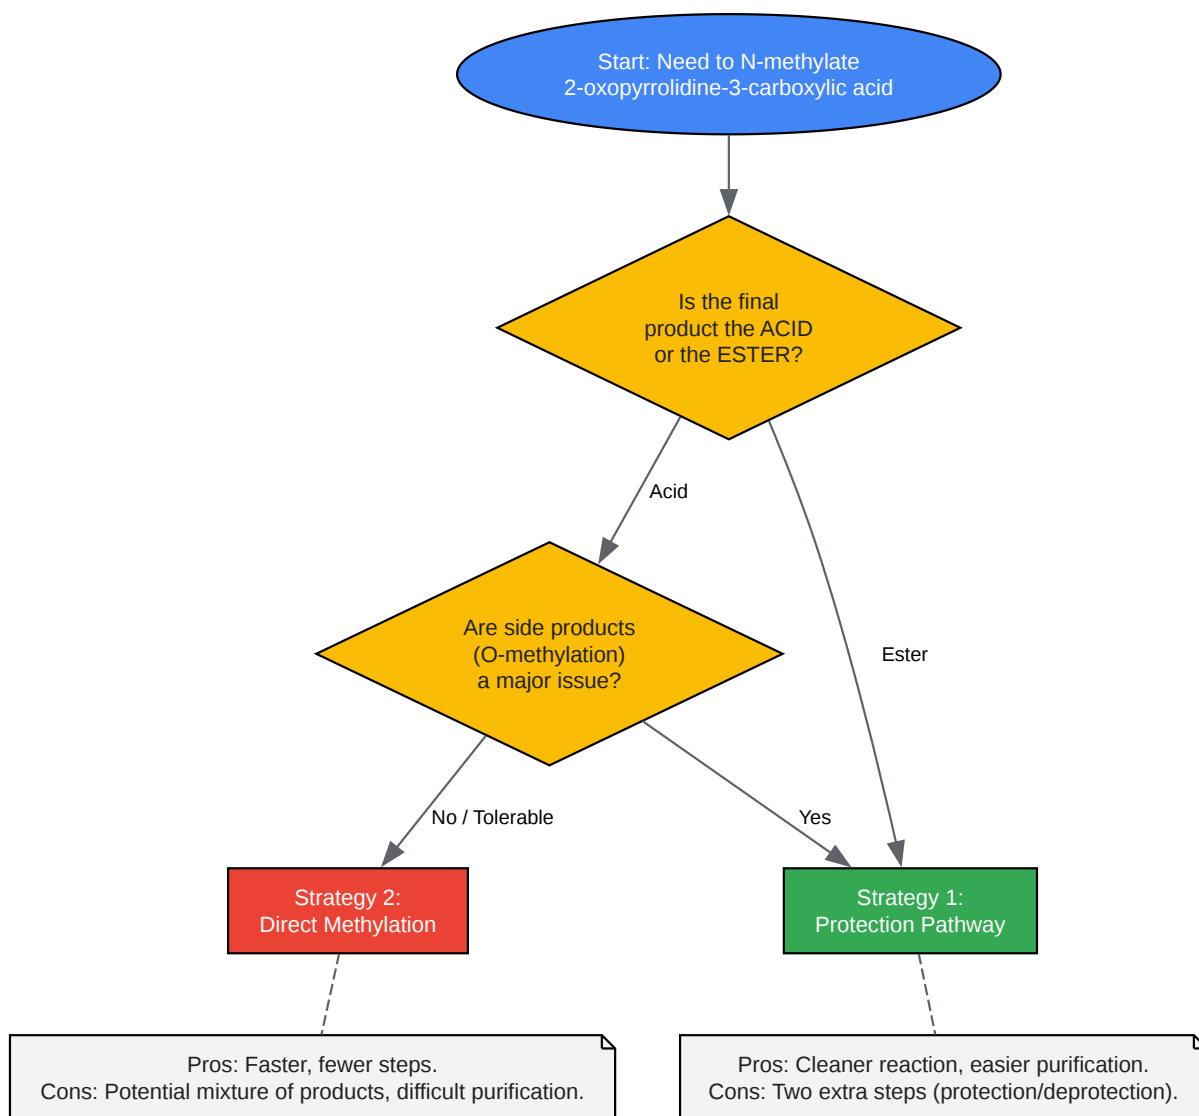 Start: Need to N-methylate
2-oxopyrrolidine-3-carboxylic acid
Is the final
product the ACID
or the ESTER?
Acid
Ester
Are side products
(O-methylation)
a major issue?
No / Tolerable
Yes
Strategy 2:
Direct Methylation
Strategy 1:
Protection Pathway
Pros: Faster, fewer steps.
Cons: Potential mixture of products, difficult purification.
Pros: Cleaner reaction, easier purification.
Cons: Two extra steps (protection/deprotection).